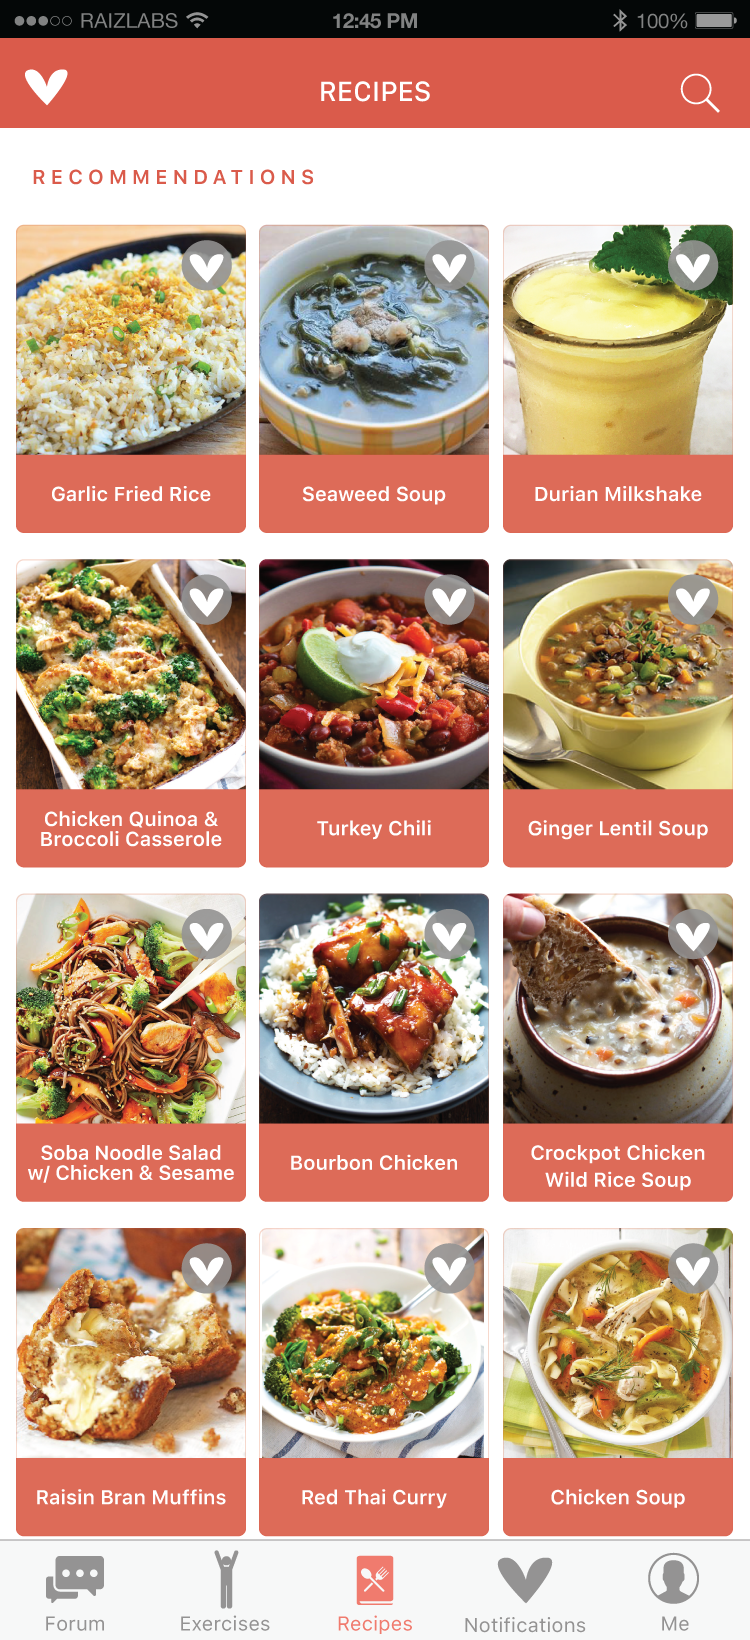 RAIZLABS 12:45 PM 100%
RECIPES
RECOMMENDATIONS
Garlic Fried Rice
Seaweed Soup
Durian Milkshake
Chicken Quinoa &
Broccoli Casserole
Turkey Chili
Ginger Lentil Soup
Soba Noodle Salad
w/ Chicken & Sesame
Bourbon Chicken
Crockpot Chicken
Wild Rice Soup
Raisin Bran Muffins
Red Thai Curry
Chicken Soup
Forum
Exercises
Recipes
Notifications
Me